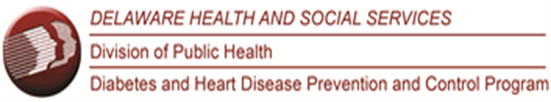 DELAWARE HEALTH AND SOCIAL SERVICES
Division of Public Health
Diabetes and Heart Disease Prevention and Control Program